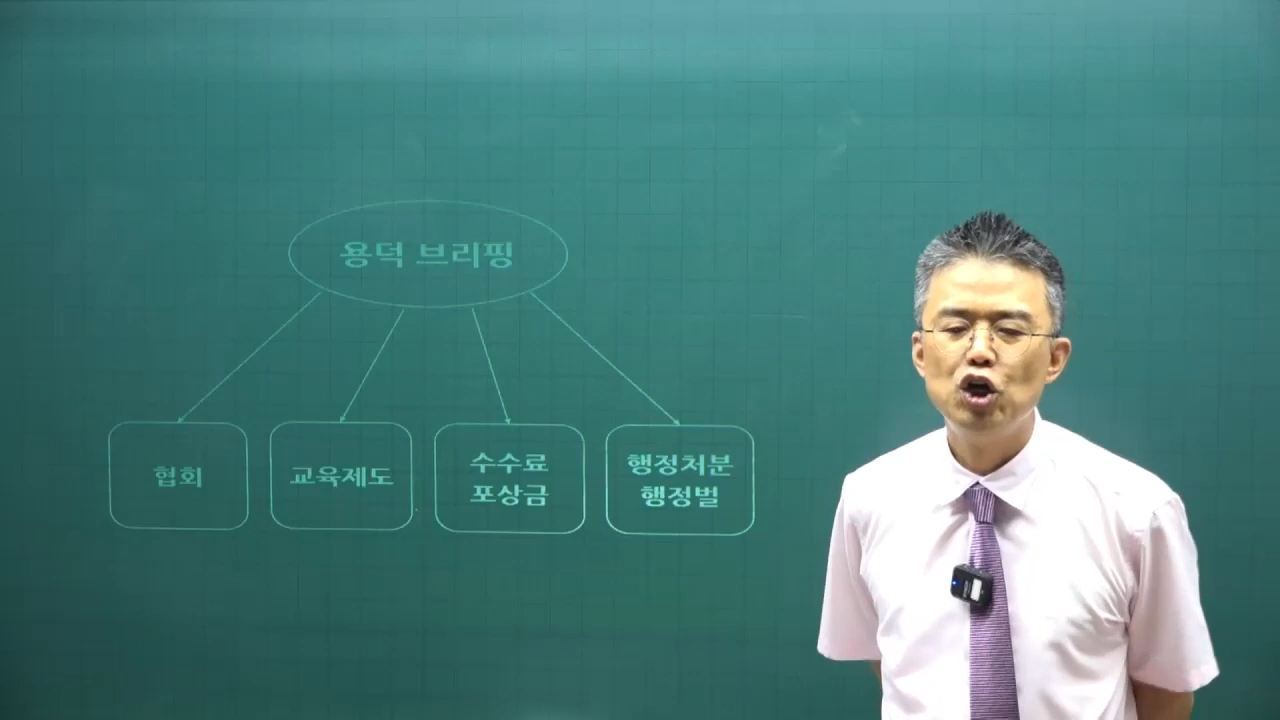 용덕 브리핑
협회
교육제도
수수료
포상금
행정처분
행정벌